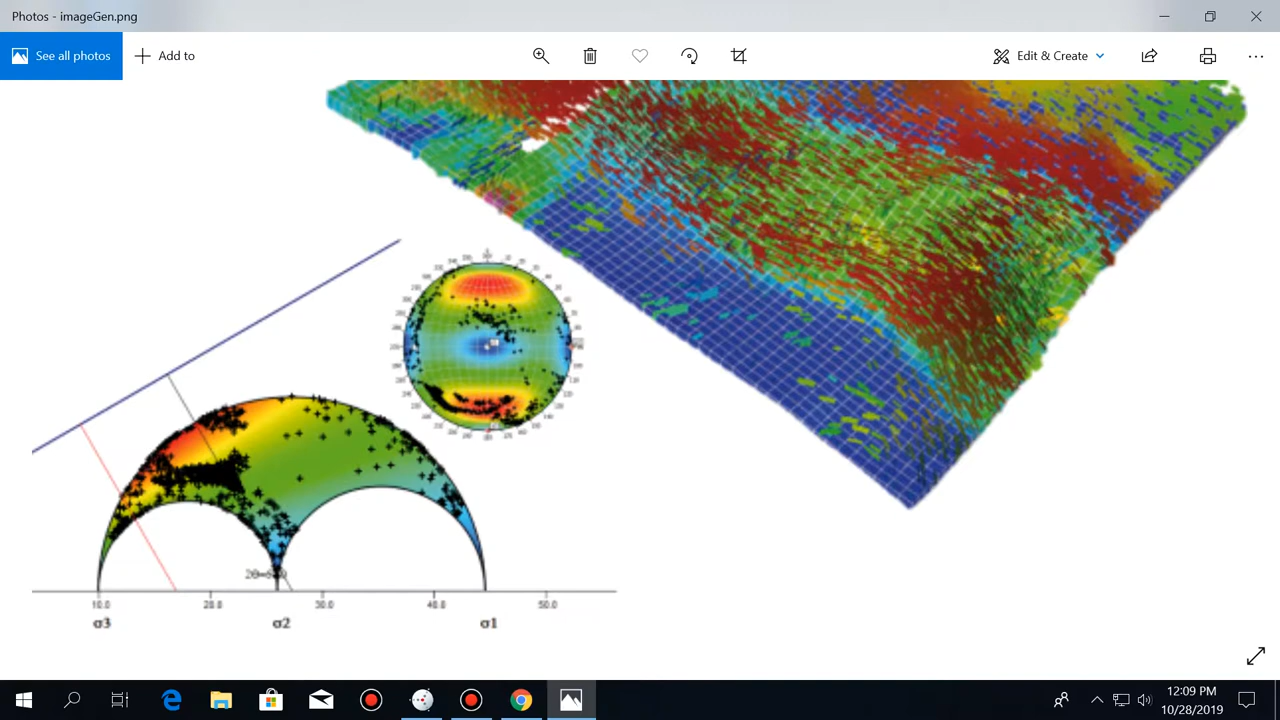 Photos - imageGen.png
See all photos
Add to
Edit & Create
10.0 20.0 30.0 40.0 50.0
σ3 σ2 σ1
12:09 PM
10/28/2019